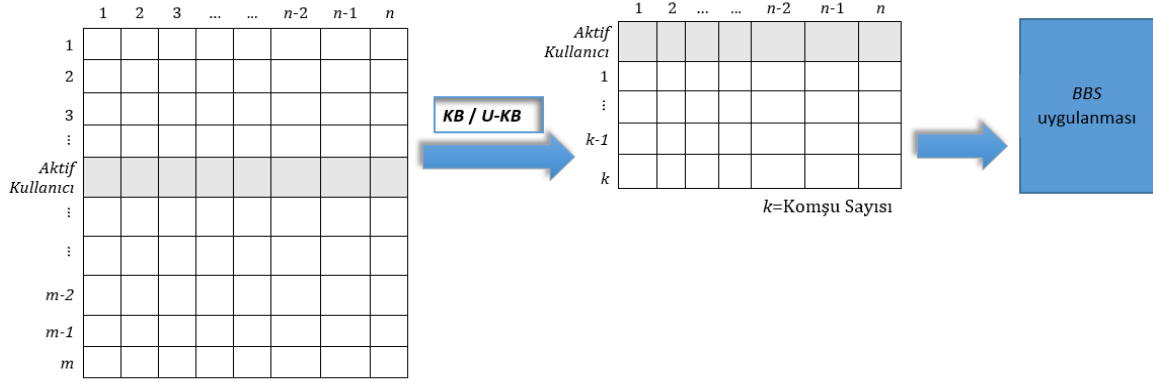 1 2 3 ... ... n-2 n-1 n
1
2
3
⋮
Aktif
Kullanıcı
⋮
⋮
m-2
m-1
m
KB / U-KB
1 2 ... ... n-2 n-1 n
Aktif
Kullanıcı
1
⋮
k-1
k
k=Komşu Sayısı
BBS
uygulanması